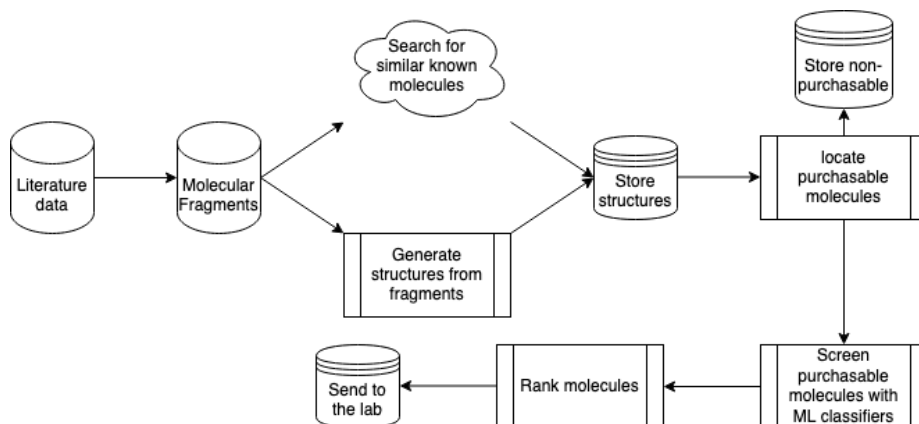 Literature
data
Molecular
Fragments
Search for
similar known
molecules
Generate
structures from
fragments
Store
structures
locate
purchasable
molecules
Store non-
purchasable
Screen
purchasable
molecules with
ML classifiers
Rank molecules
Send to
the lab